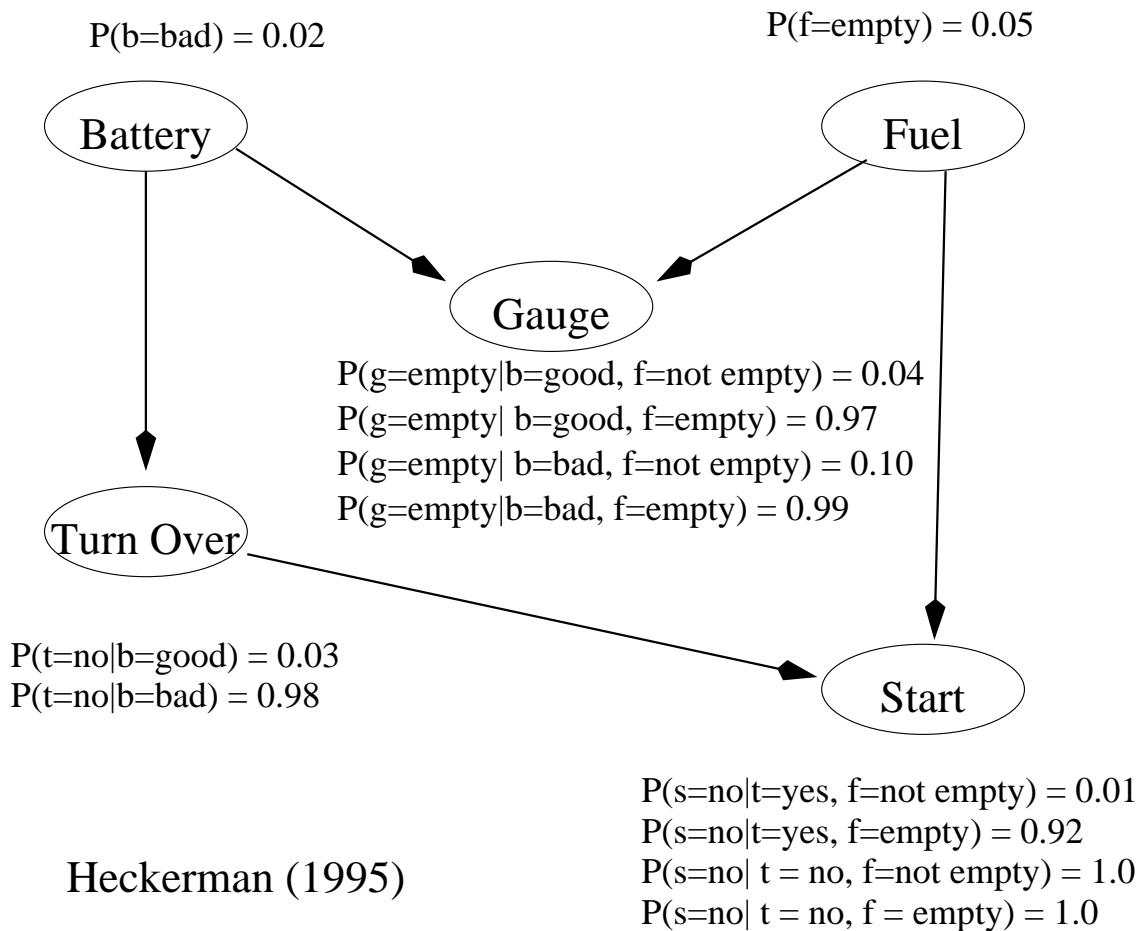 P(b=bad) = 0.02
P(f=empty) = 0.05
Battery
Fuel
Gauge
P(g=empty|b=good, f=not empty) = 0.04
P(g=empty| b=good, f=empty) = 0.97
P(g=empty| b=bad, f=not empty) = 0.10
P(g=empty|b=bad, f=empty) = 0.99
Turn Over
P(t=no|b=good) = 0.03
P(t=no|b=bad) = 0.98
Start
P(s=no|t=yes, f=not empty) = 0.01
P(s=no|t=yes, f=empty) = 0.92
P(s=no| t = no, f=not empty) = 1.0
P(s=no| t = no, f = empty) = 1.0
Heckerman (1995)